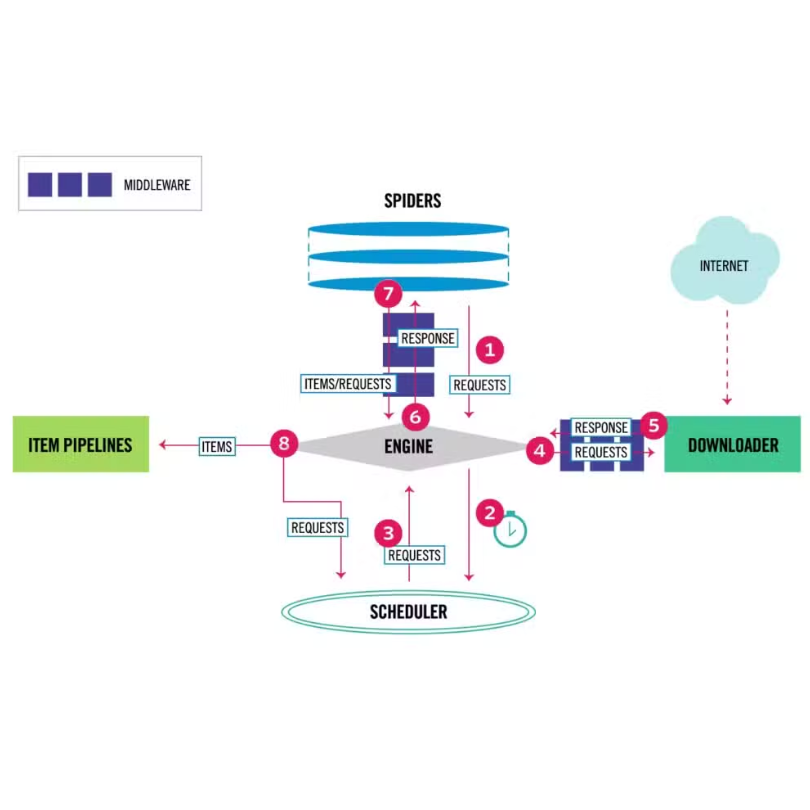 MIDDLEWARE
SPIDERS
INTERNET
7
RESPONSE
1
ITEMS/REQUESTS
REQUESTS
6
ITEM PIPELINES
ITEMS
8
ENGINE
4
RESPONSE
5
REQUESTS
DOWNLOADER
REQUESTS
3
REQUESTS
2
SCHEDULER